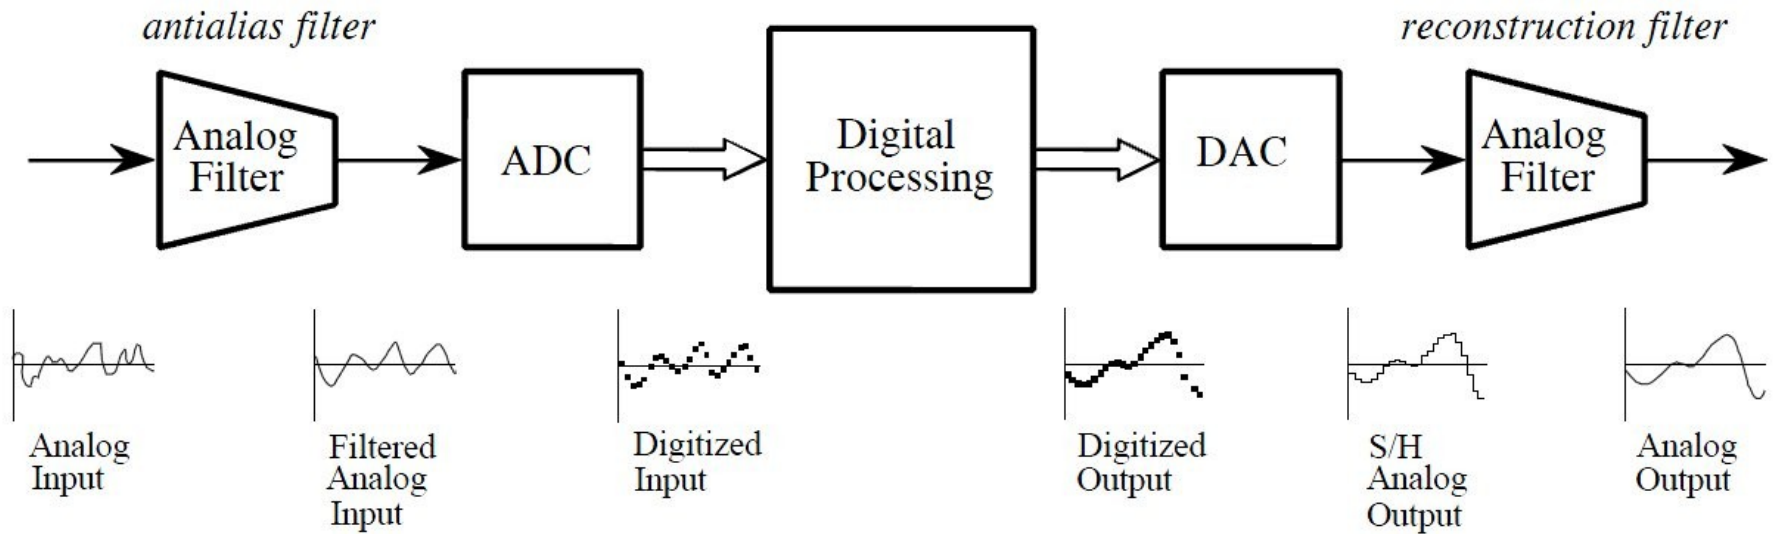 antialias filter
reconstruction filter
Analog
Filter
ADC
Digital
Processing
DAC
Analog
Filter
Analog
Input
Filtered
Analog
Input
Digitized
Input
Digitized
Output
S/H
Analog
Output
Analog
Output